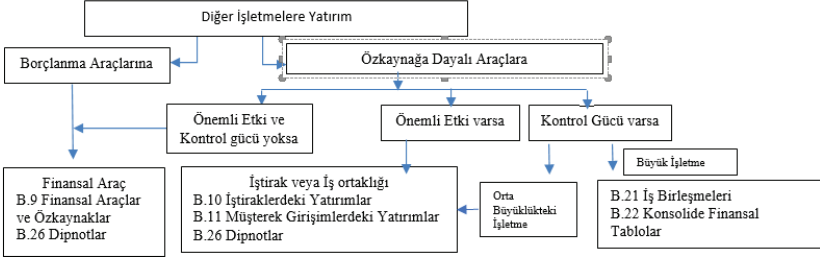 Diğer İşletmelere Yatırım
Borçlanma Araçlarına
Özkaynağa Dayalı Araçlara
Önemli Etki ve
Kontrol gücü yoksa
Önemli Etki varsa
Kontrol Gücü varsa
Büyük İşletme
Finansal Araç
B.9 Finansal Araçlar
ve Özkaynaklar
B.26 Dipnotlar
İştirak veya İş ortaklığı
B.10 İştiraklerdeki Yatırımlar
B.11 Müşterek Girişimlerdeki Yatırımlar
B.26 Dipnotlar
Orta
Büyüklükteki
İşletme
B.21 İş Birleşmeleri
B.22 Konsolide Finansal
Tablolar